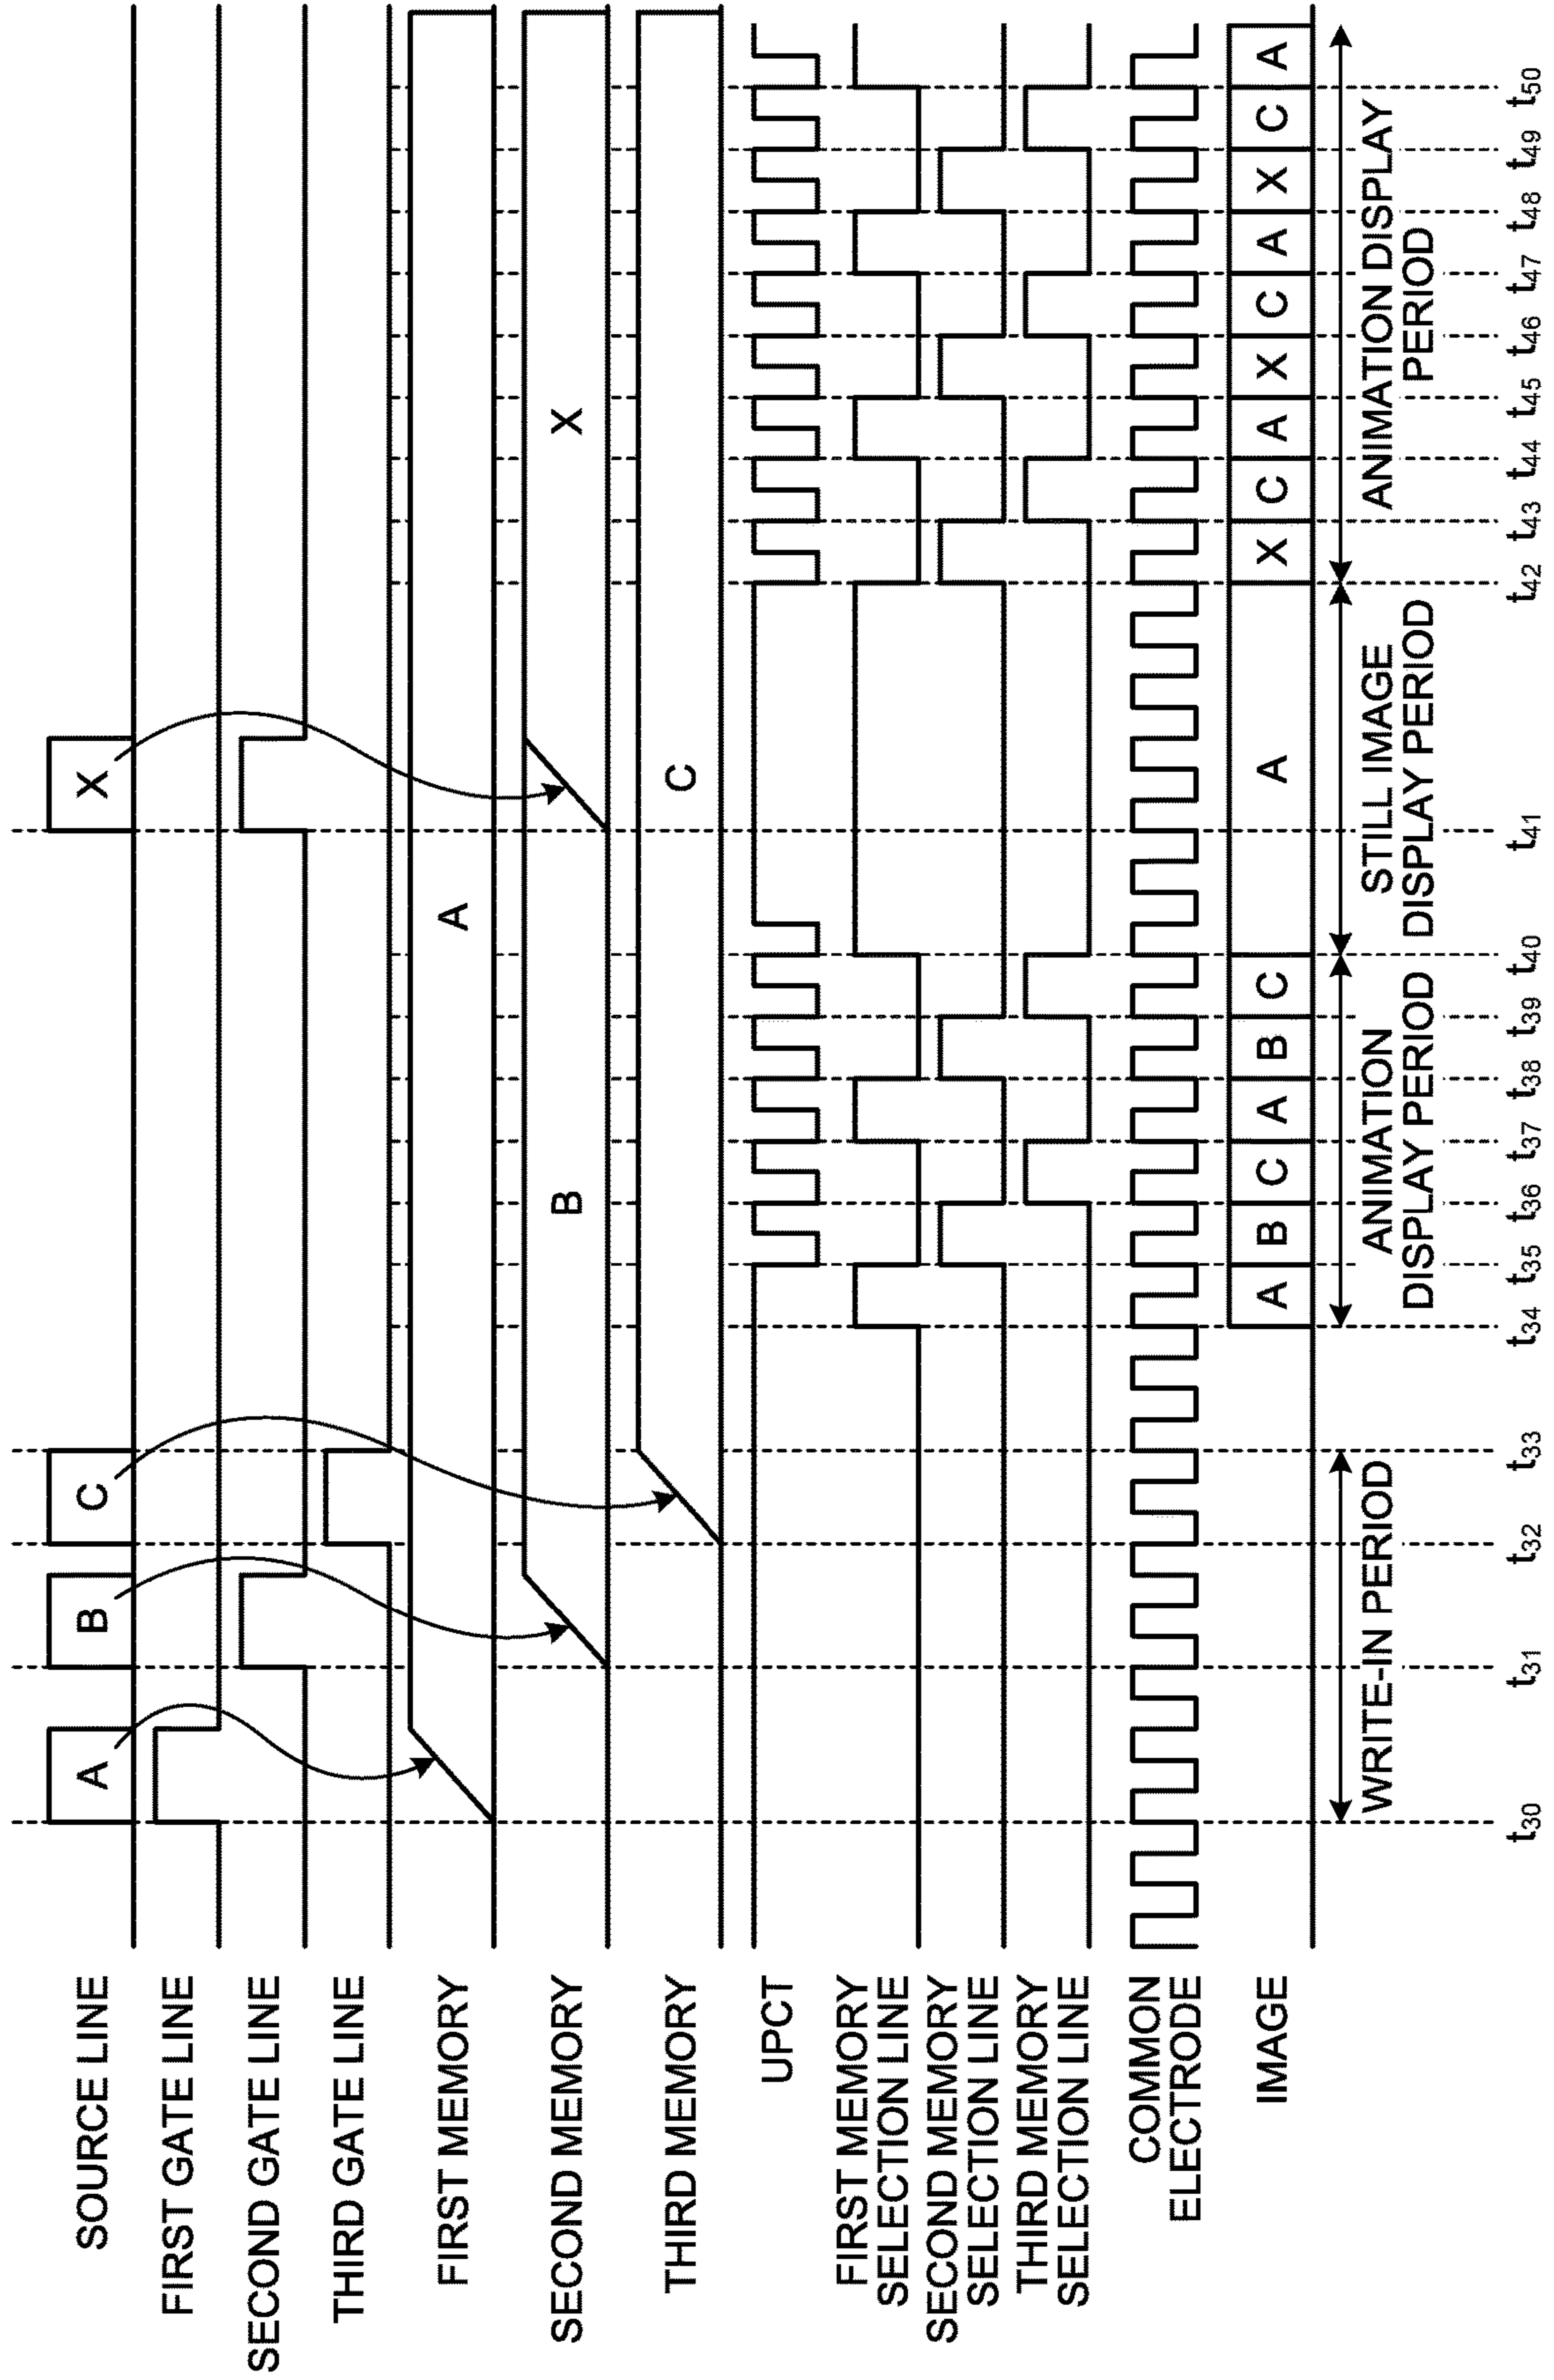 SOURCE LINE
A
B
C
X
FIRST GATE LINE
SECOND GATE LINE
THIRD GATE LINE
FIRST MEMORY
A
SECOND MEMORY
B
X
THIRD MEMORY
C
UPCT
FIRST MEMORY
SELECTION LINE
SECOND MEMORY
SELECTION LINE
THIRD MEMORY
SELECTION LINE
COMMON
ELECTRODE
IMAGE
A B C A B C A X C A X C A X C A
WRITE-IN PERIOD
ANIMATION
DISPLAY PERIOD
STILL IMAGE
DISPLAY PERIOD
ANIMATION DISPLAY
PERIOD
t30 t31 t32 t33 t34 t35 t36 t37 t38 t39 t40 t41 t42 t43 t44 t45 t46 t47 t48 t49 t50